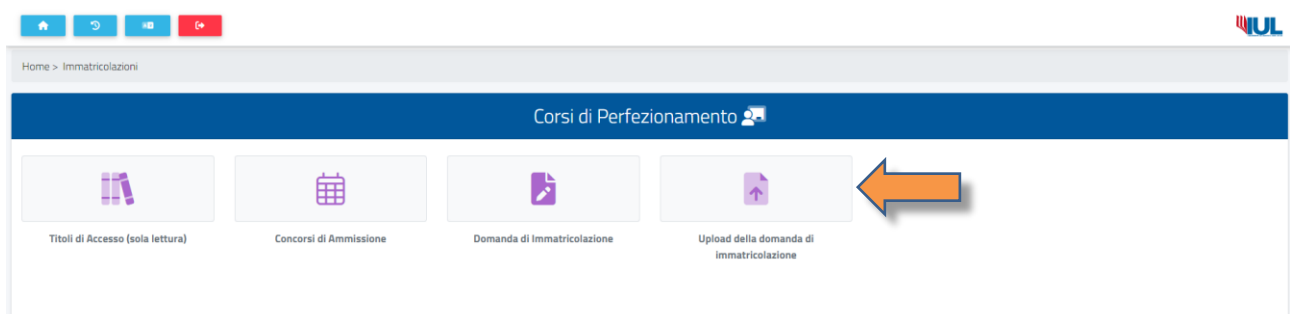 IUL
Home > Immatricolazioni
Corsi di Perfezionamento
Titoli di Accesso (sola lettura)
Concorsi di Ammissione
Domanda di Immatricolazione
Upload della domanda di
immatricolazione